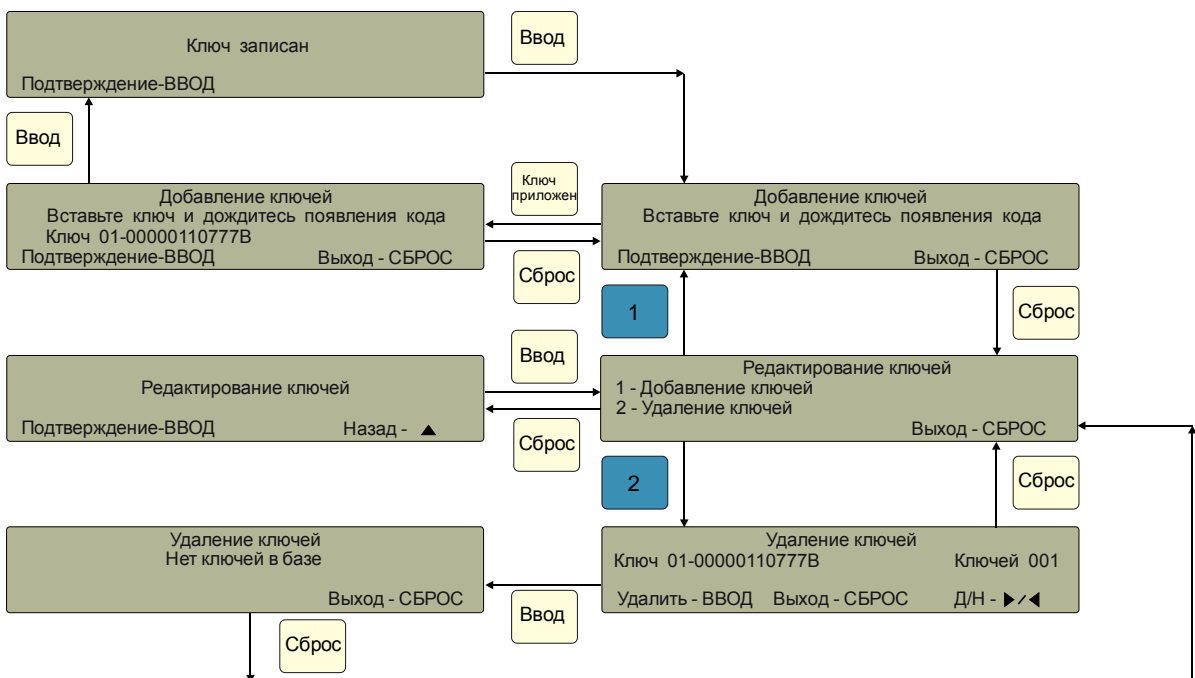 Ключ записан
Подтверждение-ВВОД
Ввод
Ввод
Добавление ключей
Вставьте ключ и дождитесь появления кода
Ключ 01-00000110777B
Подтверждение-ВВОД Выход - СБРОС
Ключ
приложен
Сброс
Добавление ключей
Вставьте ключ и дождитесь появления кода
Подтверждение-ВВОД Выход - СБРОС
1
Сброс
Редактирование ключей
Подтверждение-ВВОД Назад - ▲
Ввод
Сброс
Редактирование ключей
1 - Добавление ключей
2 - Удаление ключей
Выход - СБРОС
2
Сброс
Удаление ключей
Нет ключей в базе
Выход - СБРОС
Ввод
Удаление ключей
Ключ 01-00000110777B Ключей 001
Удалить - ВВОД Выход - СБРОС Д/Н - ▶/◀
Сброс